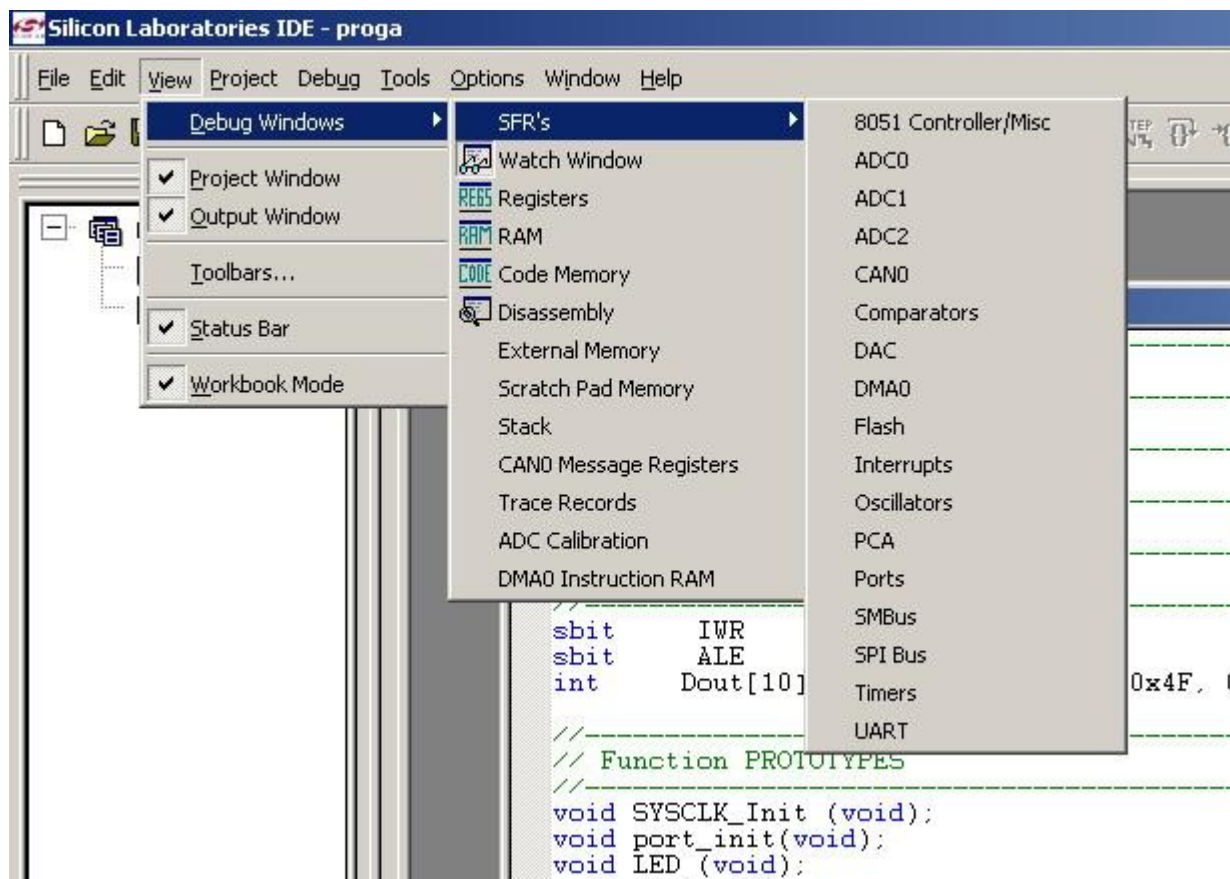 Silicon Laboratories IDE - proga
File Edit View Project Debug Tools Options Window Help
Debug Windows
Project Window
Output Window
Toolbars...
Status Bar
Workbook Mode
SFR's
Watch Window
Registers
RAM
Code Memory
Disassembly
External Memory
Scratch Pad Memory
Stack
CAN0 Message Registers
Trace Records
ADC Calibration
DMA0 Instruction RAM
8051 Controller/Misc
ADC0
ADC1
ADC2
CAN0
Comparators
DAC
DMA0
Flash
Interrupts
Oscillators
PCA
Ports
SMBus
SPI Bus
Timers
UART
//------------------
sbit IWR
sbit ALE
int Dout[10] 0x4F,
//------------------
// Function PROTOTYPES
//------------------
void SYSCLK_Init (void);
void port_init(void);
void LED (void);